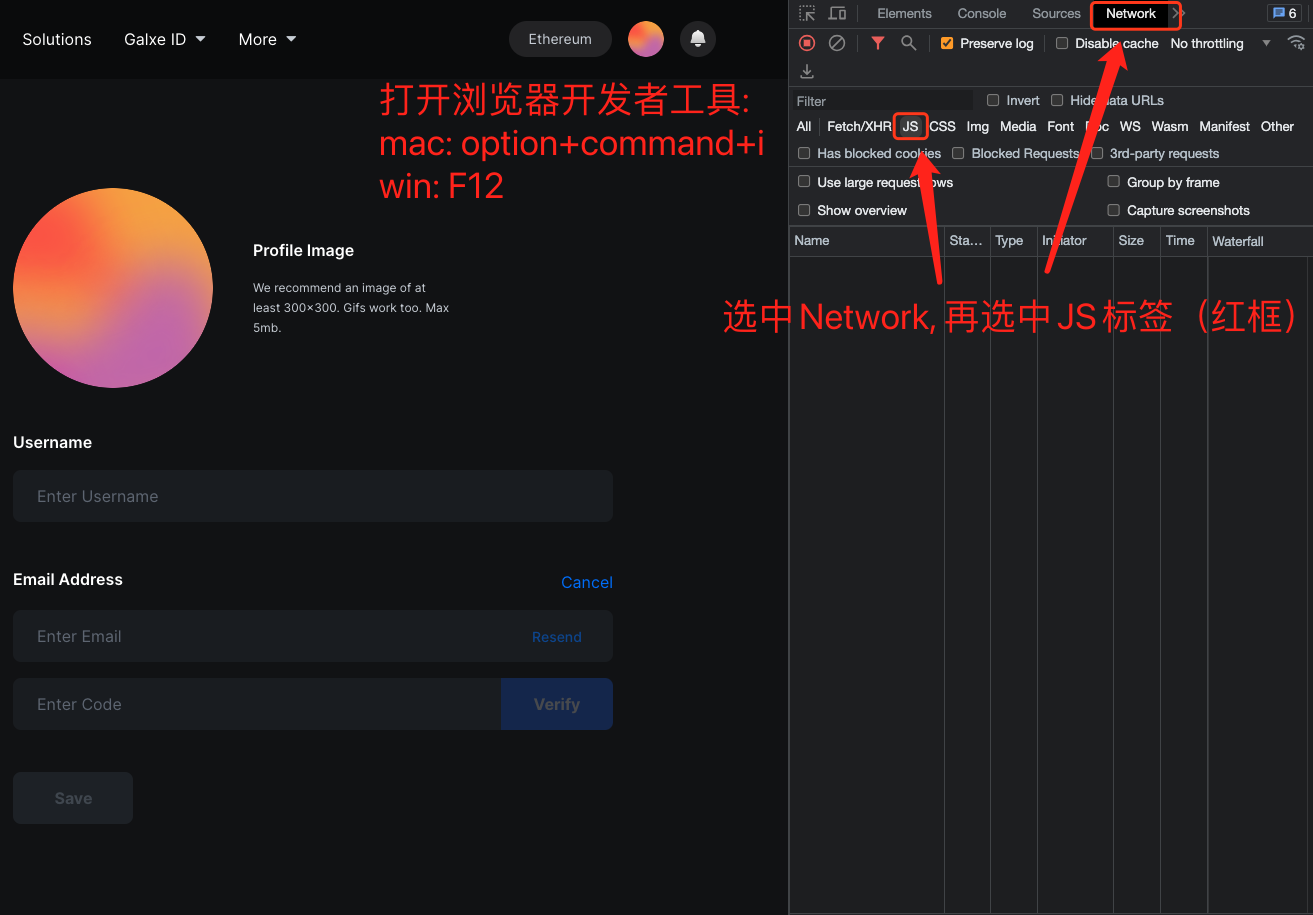 Solutions
Galxe ID
More
Ethereum
打开浏览器开发者工具:
mac: option+command+i
win: F12
Profile Image
We recommend an image of at
least 300×300. Gifs work too. Max
5mb.
Username
Enter Username
Email Address
Cancel
Enter Email
Resend
Enter Code
Verify
Save
Elements
Console
Sources
Network
6
Preserve log
Disable cache
No throttling
Filter
Invert
Hide data URLs
All
Fetch/XHR
JS
CSS
Img
Media
Font
Doc
WS
Wasm
Manifest
Other
Has blocked cookies
Blocked Requests
3rd-party requests
Use large request rows
Group by frame
Show overview
Capture screenshots
Name
Sta...
Type
Initiator
Size
Time
Waterfall
选中 Network, 再选中 JS 标签（红框）